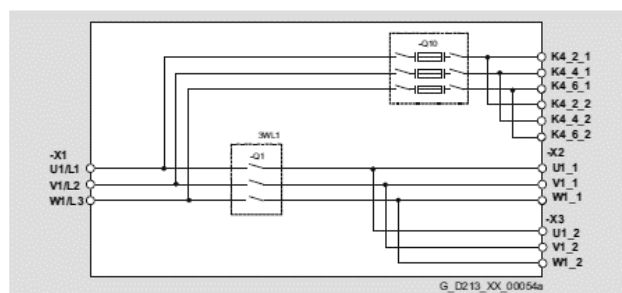 -Q10
K4_2_1
K4_4_1
K4_6_1
K4_2_2
K4_4_2
K4_6_2
3WL1
-X1
-Q1
-X2
U1/L1
U1_1
V1/L2
V1_1
W1/L3
W1_1
-X3
U1_2
V1_2
W1_2
G_D213_XX_00054a